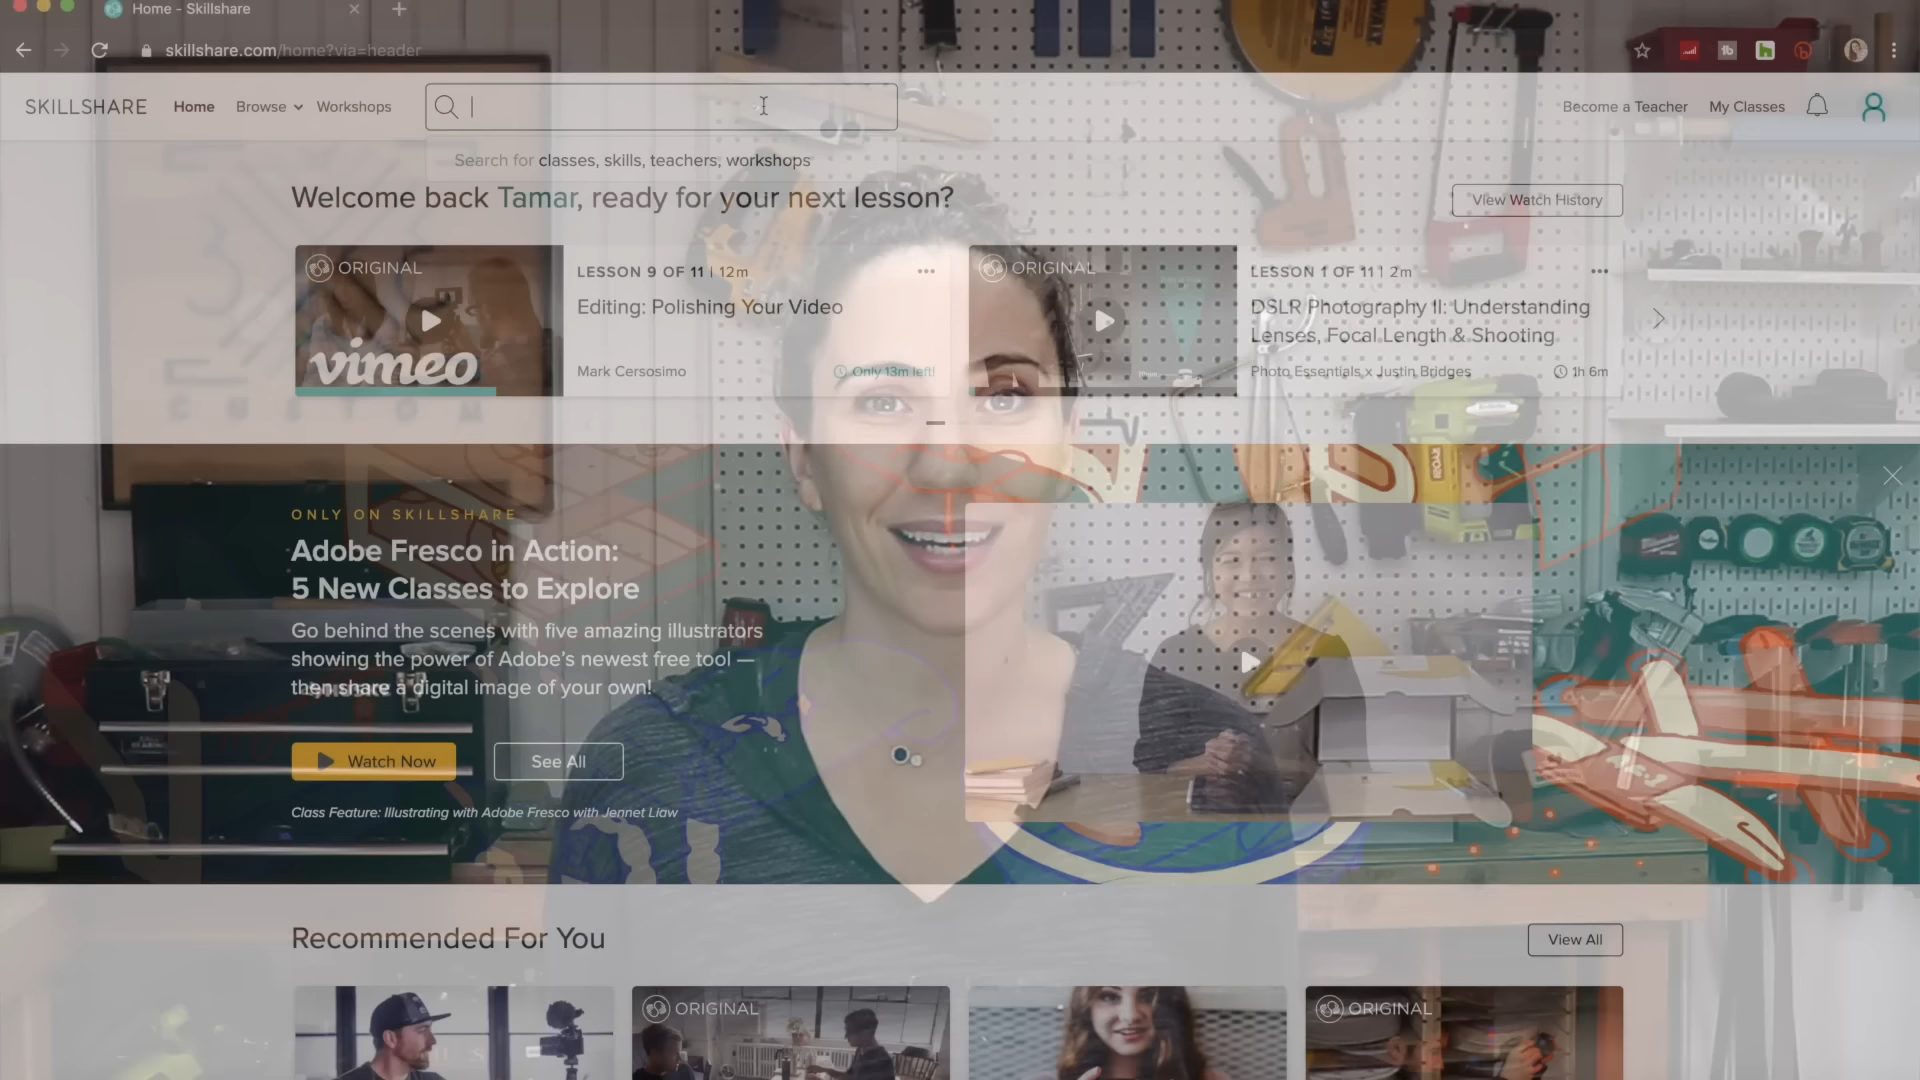 Home - Skillshare
skillshare.com/home?via=header
SKILLSHARE Home Browse Workshops
Become a Teacher My Classes
Search for classes, skills, teachers, workshops
Welcome back Tamar, ready for your next lesson?
View Watch History
ORIGINAL
vimeo
LESSON 9 OF 11 | 12m
Editing: Polishing Your Video
Mark Cersosimo
Only 13m left!
ORIGINAL
LESSON 1 OF 11 | 2m
DSLR Photography II: Understanding
Lenses, Focal Length & Shooting
Photo Essentials x Justin Bridges
1h 6m
CUSTOM
RYOBI
ONLY ON SKILLSHARE
Adobe Fresco in Action:
5 New Classes to Explore
Go behind the scenes with five amazing illustrators
showing the power of Adobe's newest free tool —
then share a digital image of your own!
Watch Now
See All
Class Feature: Illustrating with Adobe Fresco with Jennet Liaw
Recommended For You
View All
ORIGINAL
ORIGINAL